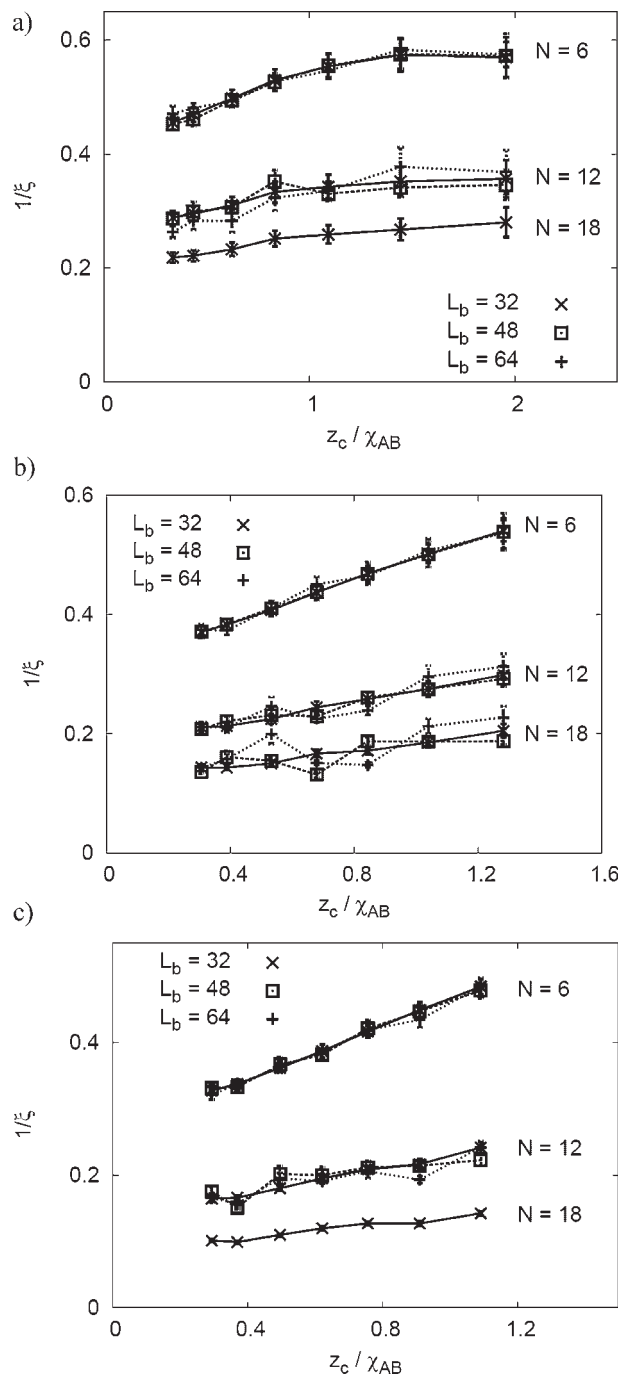 a)
0.6
N = 6
0.4
1/ξ
N = 12
N = 18
0.2
L_b = 32
L_b = 48
L_b = 64
0
0 1 2
z_c / χ_AB
b)
0.6
L_b = 32
L_b = 48
L_b = 64
N = 6
0.4
1/ξ
N = 12
0.2
N = 18
0
0 0.4 0.8 1.2 1.6
z_c / χ_AB
c)
L_b = 32
L_b = 48
L_b = 64
N = 6
0.4
1/ξ
N = 12
0.2
N = 18
0
0 0.4 0.8 1.2
z_c / χ_AB